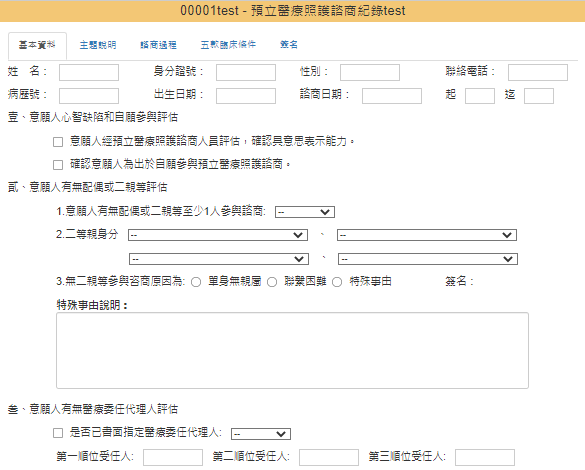 00001test - 預立醫療照護諮商紀錄test
基本資料 主題說明 諮商過程 五款臨床條件 簽名
姓 名： 身分證號： 性別： 聯絡電話：
病歷號： 出生日期： 諮商日期： 起 迄
壹、意願人心智缺陷和自願參與評估
意願人經預立醫療照護諮商人員評估，確認具意思表示能力。
確認意願人為出於自願參與預立醫療照護諮商。
貳、意願人有無配偶或二親等評估
1.意願人有無配偶或二親等至少1人參與諮商: --
2.二等親身分 -- 、 --
-- 、 --
3.無二親等參與咨商原因為: 單身無親屬 聯繫困難 特殊事由 簽名：
特殊事由說明：
叁、意願人有無醫療委任代理人評估
是否已書面指定醫療委任代理人: --
第一順位受任人: 第二順位受任人: 第三順位受任人: